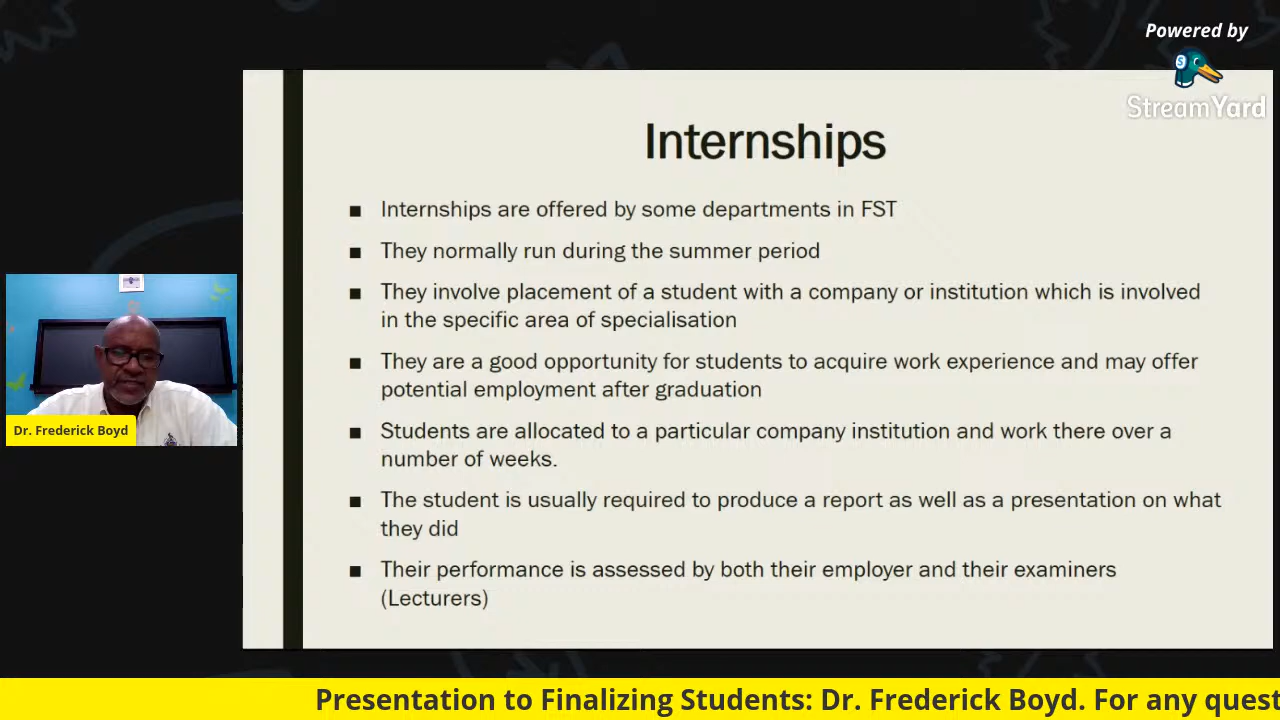 Powered by
StreamYard
Internships
■ Internships are offered by some departments in FST
■ They normally run during the summer period
■ They involve placement of a student with a company or institution which is involved
in the specific area of specialisation
■ They are a good opportunity for students to acquire work experience and may offer
potential employment after graduation
■ Students are allocated to a particular company institution and work there over a
number of weeks.
■ The student is usually required to produce a report as well as a presentation on what
they did
■ Their performance is assessed by both their employer and their examiners
(Lecturers)
Dr. Frederick Boyd
Presentation to Finalizing Students: Dr. Frederick Boyd. For any quest